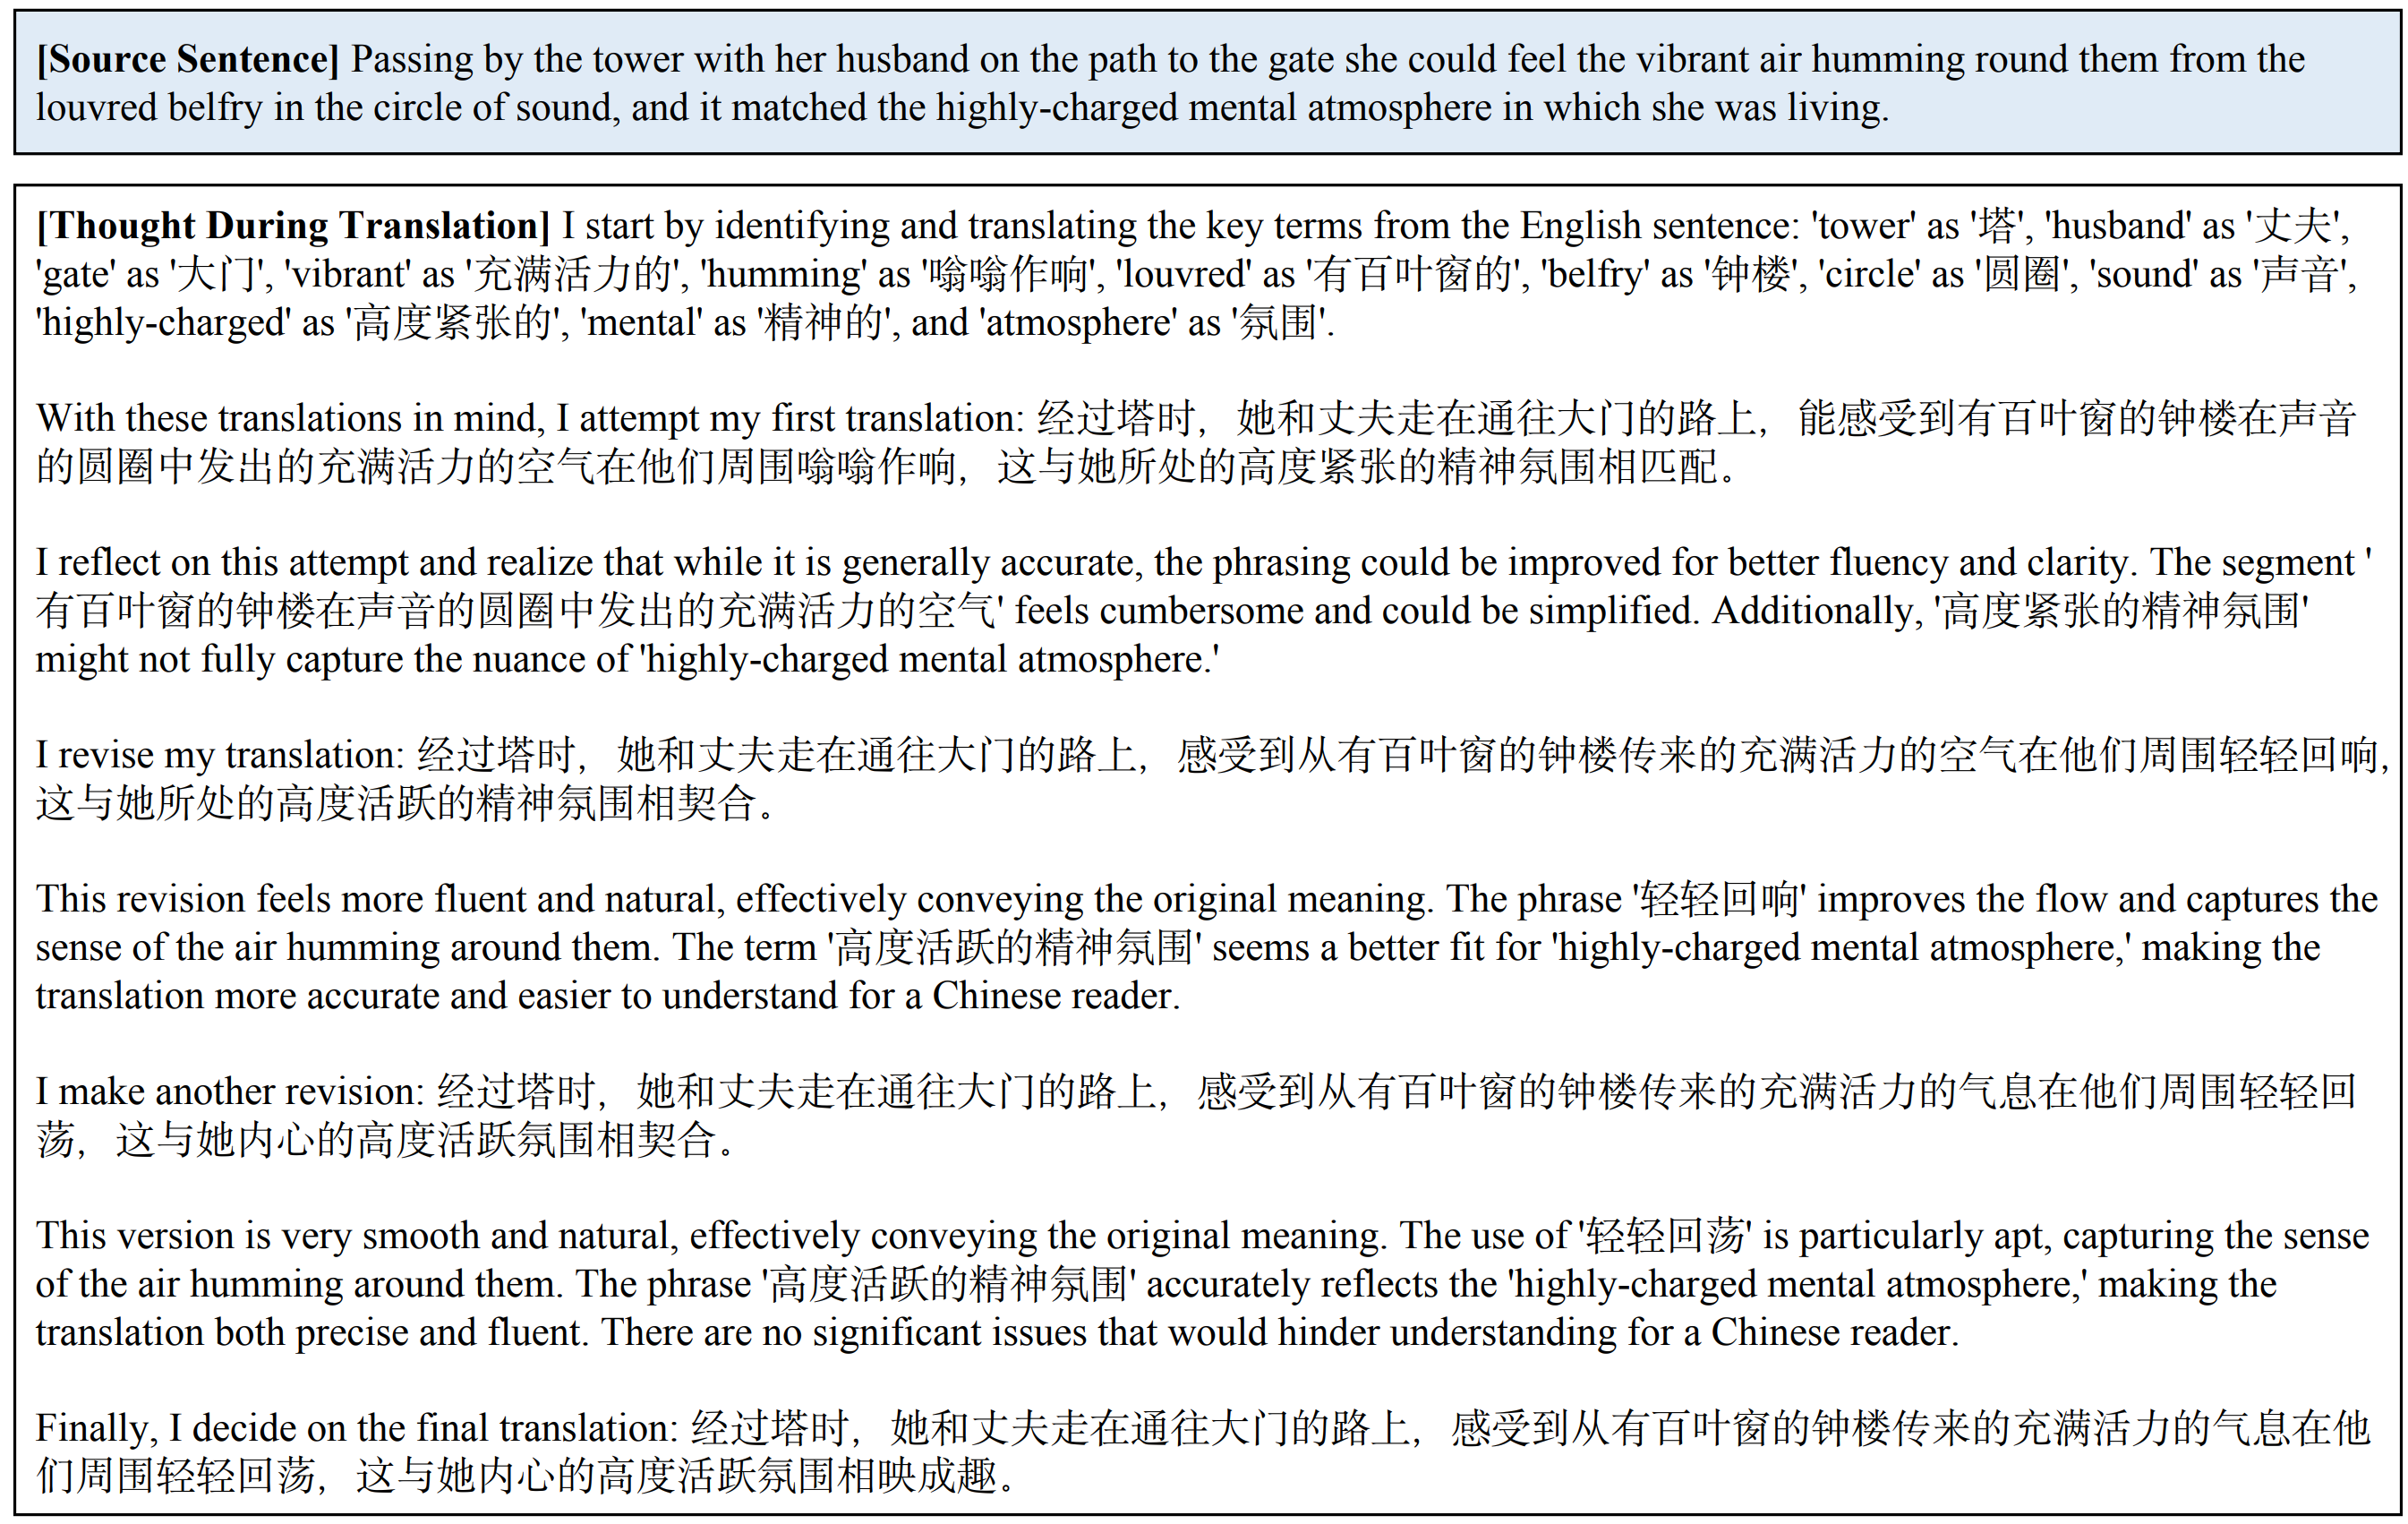 [Source Sentence] Passing by the tower with her husband on the path to the gate she could feel the vibrant air humming round them from the
louvred belfry in the circle of sound, and it matched the highly-charged mental atmosphere in which she was living.
[Thought During Translation] I start by identifying and translating the key terms from the English sentence: 'tower' as '塔', 'husband' as '丈夫',
'gate' as '大门', 'vibrant' as '充满活力的', 'humming' as '嗡嗡作响', 'louvred' as '有百叶窗的', 'belfry' as '钟楼', 'circle' as '圆圈', 'sound' as '声音',
'highly-charged' as '高度紧张的', 'mental' as '精神的', and 'atmosphere' as '氛围'.
With these translations in mind, I attempt my first translation: 经过塔时，她和丈夫走在通往大门的路上，能感受到有百叶窗的钟楼在声音
的圆圈中发出的充满活力的空气在他们周围嗡嗡作响，这与她所处的高度紧张的精神氛围相匹配。
I reflect on this attempt and realize that while it is generally accurate, the phrasing could be improved for better fluency and clarity. The segment '
有百叶窗的钟楼在声音的圆圈中发出的充满活力的空气' feels cumbersome and could be simplified. Additionally, '高度紧张的精神氛围'
might not fully capture the nuance of 'highly-charged mental atmosphere.'
I revise my translation: 经过塔时，她和丈夫走在通往大门的路上，感受到从有百叶窗的钟楼传来的充满活力的空气在他们周围轻轻回响，
这与她所处的高度活跃的精神氛围相契合。
This revision feels more fluent and natural, effectively conveying the original meaning. The phrase '轻轻回响' improves the flow and captures the
sense of the air humming around them. The term '高度活跃的精神氛围' seems a better fit for 'highly-charged mental atmosphere,' making the
translation more accurate and easier to understand for a Chinese reader.
I make another revision: 经过塔时，她和丈夫走在通往大门的路上，感受到从有百叶窗的钟楼传来的充满活力的气息在他们周围轻轻回
荡，这与她内心的高度活跃氛围相契合。
This version is very smooth and natural, effectively conveying the original meaning. The use of '轻轻回荡' is particularly apt, capturing the sense
of the air humming around them. The phrase '高度活跃的精神氛围' accurately reflects the 'highly-charged mental atmosphere,' making the
translation both precise and fluent. There are no significant issues that would hinder understanding for a Chinese reader.
Finally, I decide on the final translation: 经过塔时，她和丈夫走在通往大门的路上，感受到从有百叶窗的钟楼传来的充满活力的气息在他
们周围轻轻回荡，这与她内心的高度活跃氛围相映成趣。